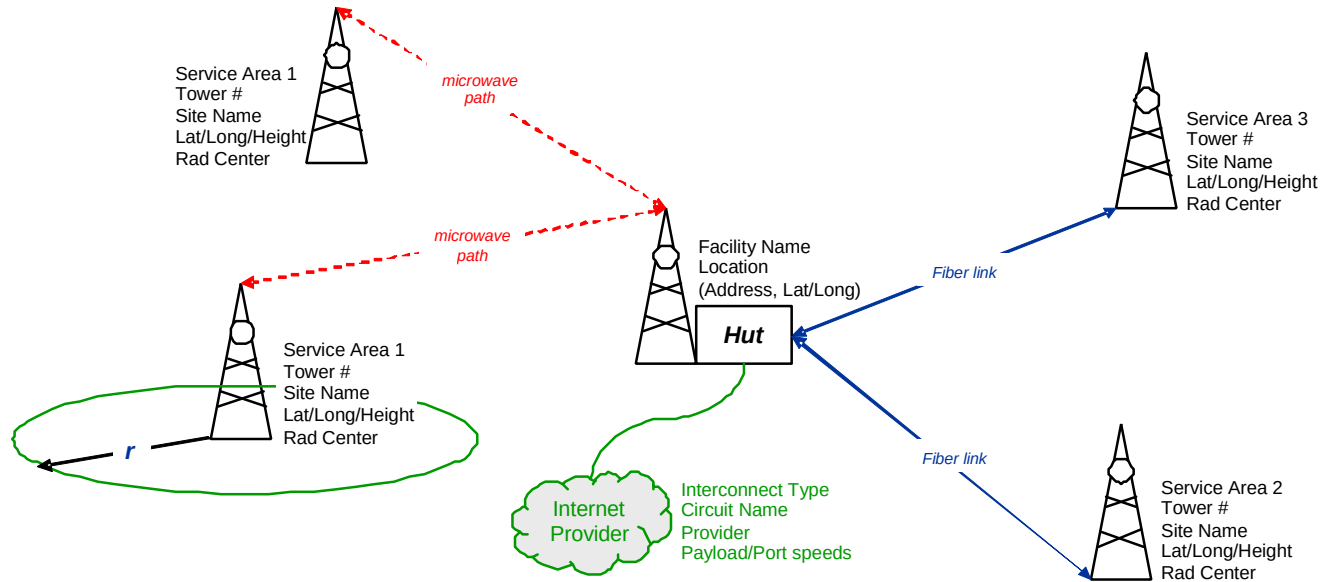 Service Area 1
Tower #
Site Name
Lat/Long/Height
Rad Center
microwave
path
Service Area 3
Tower #
Site Name
Lat/Long/Height
Rad Center
microwave
path
Facility Name
Location
(Address, Lat/Long)
Hut
Fiber link
Service Area 1
Tower #
Site Name
Lat/Long/Height
Rad Center
r
Fiber link
Internet
Provider
Interconnect Type
Circuit Name
Provider
Payload/Port speeds
Service Area 2
Tower #
Site Name
Lat/Long/Height
Rad Center